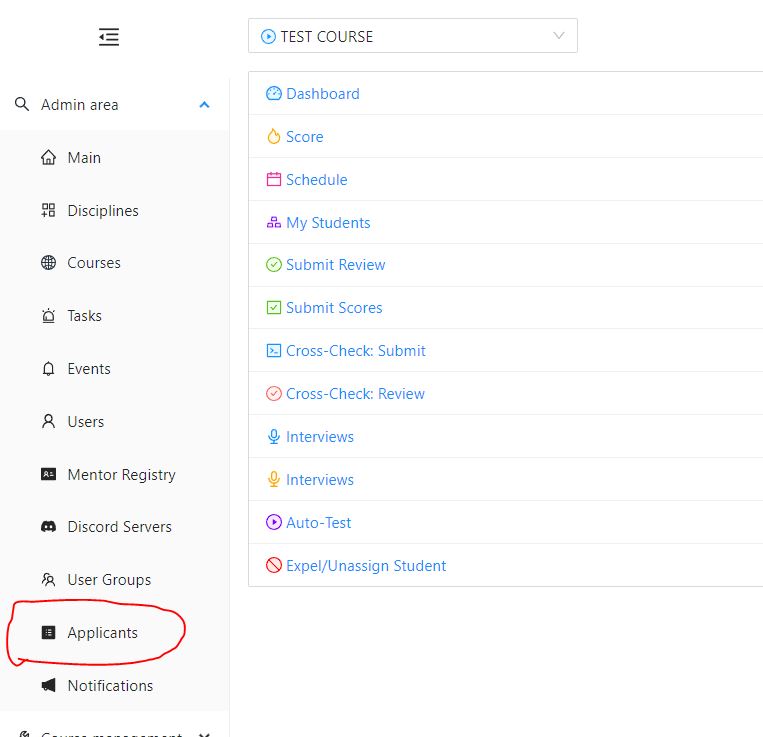 TEST COURSE
Admin area
Main
Disciplines
Courses
Tasks
Events
Users
Mentor Registry
Discord Servers
User Groups
Applicants
Notifications
Course management
Dashboard
Score
Schedule
My Students
Submit Review
Submit Scores
Cross-Check: Submit
Cross-Check: Review
Interviews
Interviews
Auto-Test
Expel/Unassign Student